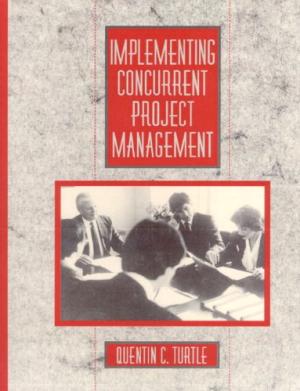 IMPLEMENTING
CONCURRENT
PROJECT
MANAGEMENT
QUENTIN C. TURTLE